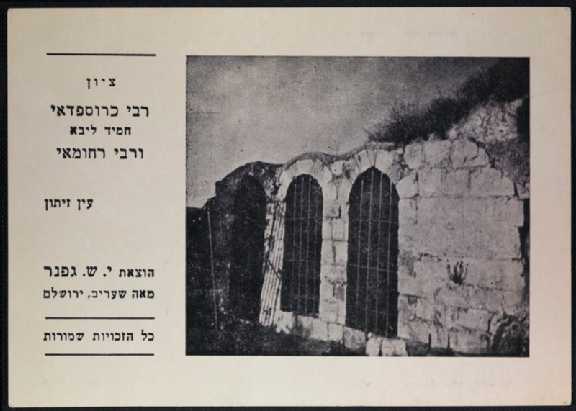 ציון
רבי כרוספדאי
חמיד ליבא
ורבי רחומאי
עין זיתון
הוצאת י. ש. גפנר
מאה שערים, ירושלם
כל הזכויות שמורות